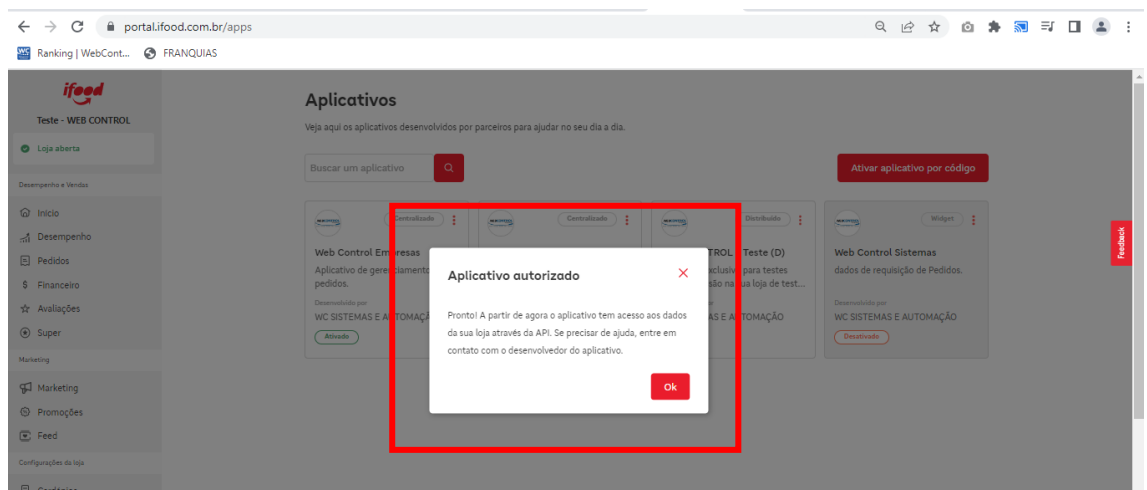 portal.ifood.com.br/apps
Ranking | WebCont...
FRANQUIAS
ifood
Teste - WEB CONTROL
Loja aberta
Desempenho e Vendas
Início
Desempenho
Pedidos
Financeiro
Avaliações
Super
Marketing
Marketing
Promoções
Feed
Configurações da loja
Aplicativos
Veja aqui os aplicativos desenvolvidos por parceiros para ajudar no seu dia a dia.
Buscar um aplicativo
Ativar aplicativo por código
Centralizado
Web Control Empresas
Aplicativo de gerenciamento
pedidos.
Desenvolvido por
WC SISTEMAS E AUTOMAÇÃ
Ativado
Centralizado
Distribuído
TROL Teste (D)
xclusivo para testes
são na sua loja de test...
AS E AUTOMAÇÃO
Widget
Web Control Sistemas
dados de requisição de Pedidos.
Desenvolvido por
WC SISTEMAS E AUTOMAÇÃO
Desativado
Aplicativo autorizado
Pronto! A partir de agora o aplicativo tem acesso aos dados
da sua loja através da API. Se precisar de ajuda, entre em
contato com o desenvolvedor do aplicativo.
Ok
Feedback